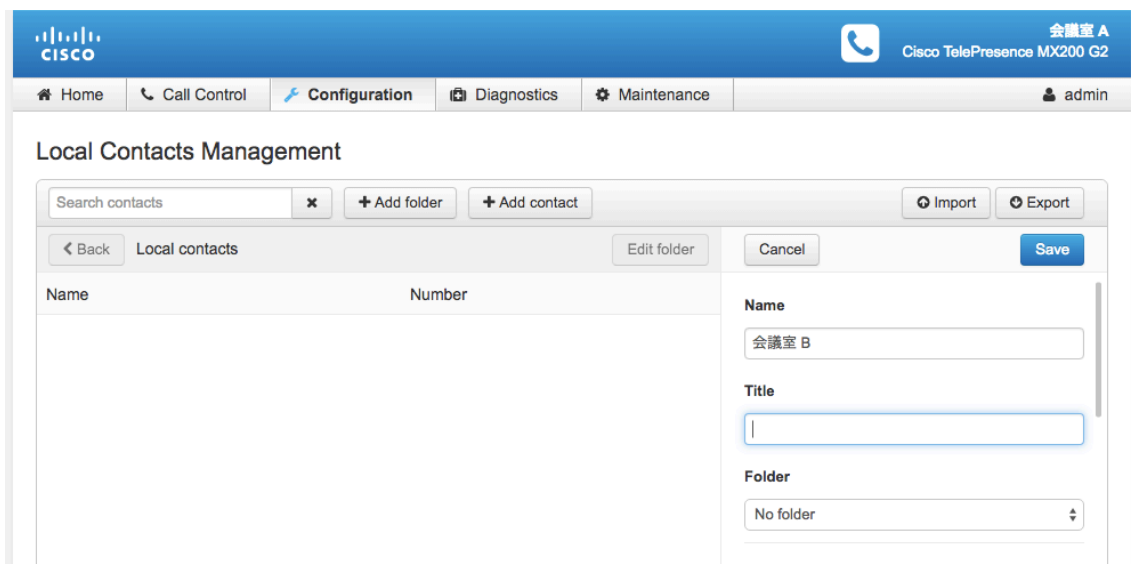 会議室 A
CISCO
Cisco TelePresence MX200 G2
Home Call Control Configuration Diagnostics Maintenance admin
Local Contacts Management
Search contacts Add folder Add contact Import Export
Back Local contacts Edit folder Cancel Save
Name Number
Name
会議室 B
Title
Folder
No folder